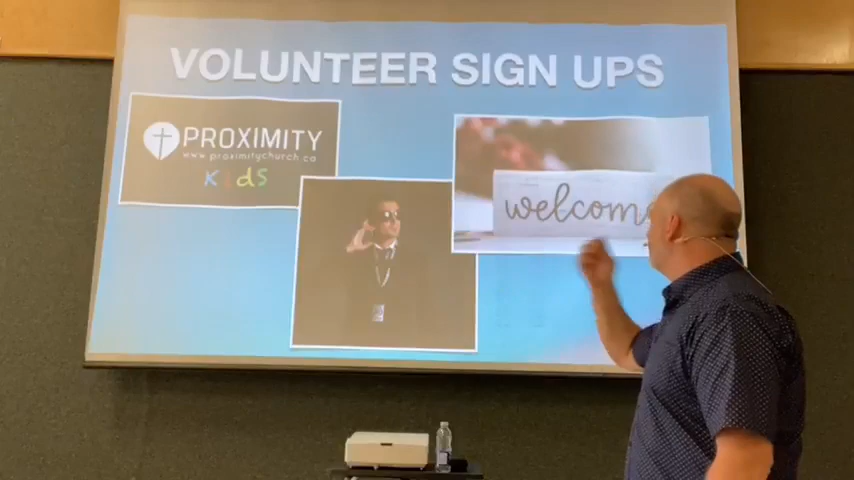 VOLUNTEER SIGN UPS
PROXIMITY
www.proximitychurch.ca
Kids
welcome